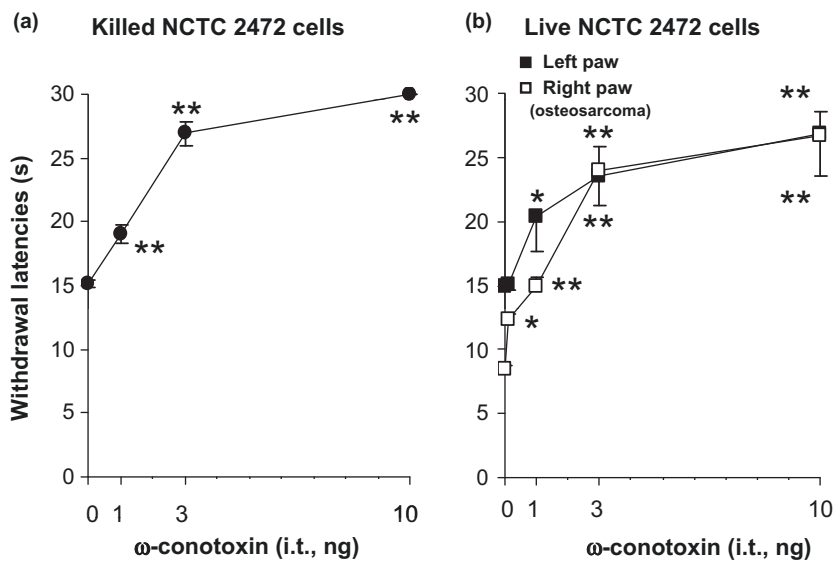 (a) Killed NCTC 2472 cells
Withdrawal latencies (s)
30
25
20
15
10
5
0
**
**
**
0 1 3 10
ω-conotoxin (i.t., ng)
(b) Live NCTC 2472 cells
Left paw
Right paw
(osteosarcoma)
30
25
20
15
10
5
0
**
**
*
**
**
**
*
0 1 3 10
ω-conotoxin (i.t., ng)